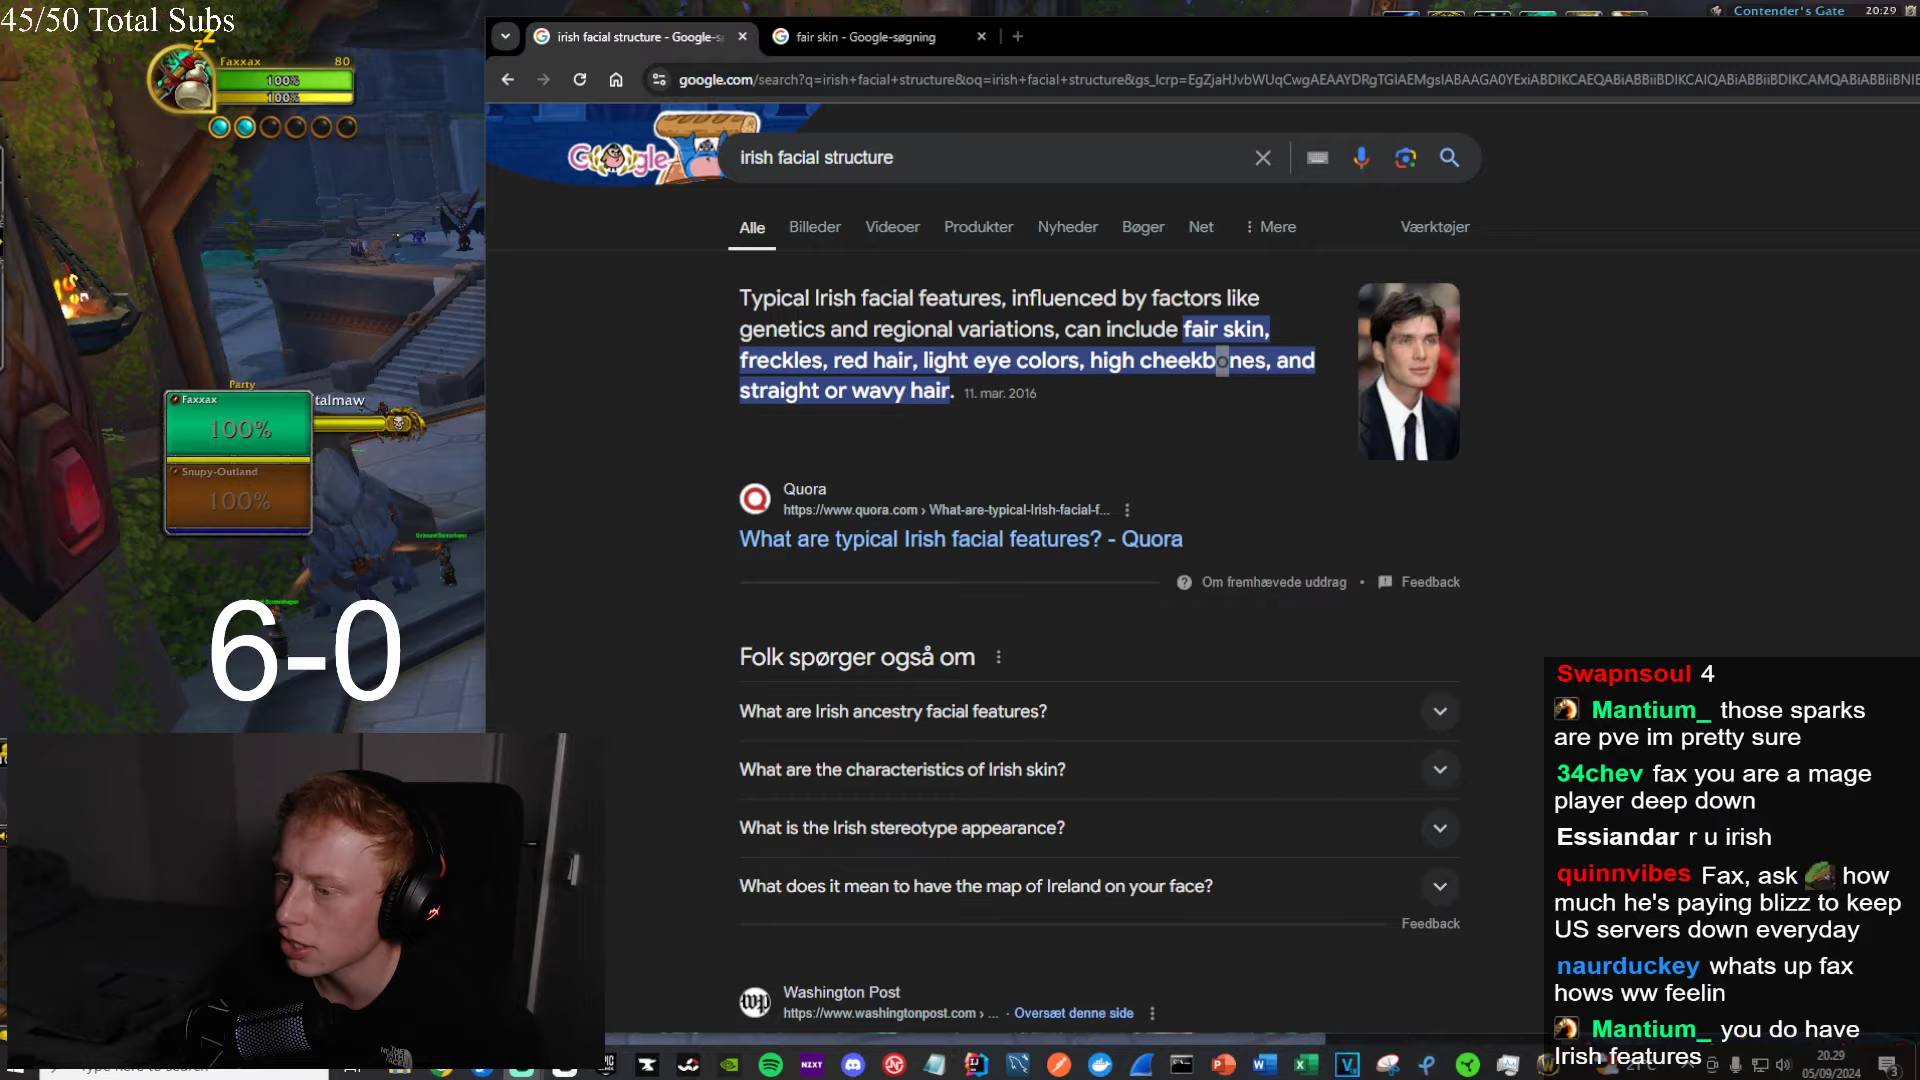 45/50 Total Subs
Contender's Gate 20:29
Faxxax 80
100%
100%
irish facial structure - Google-s
fair skin - Google-søgning
google.com/search?q=irish+facial+structure&oq=irish+facial+structure&gs_lcrp=
Google
irish facial structure
Alle Billeder Videoer Produkter Nyheder Bøger Net Mere Værktøjer
Typical Irish facial features, influenced by factors like
genetics and regional variations, can include fair skin,
freckles, red hair, light eye colors, high cheekbones, and
straight or wavy hair. 11. mar. 2016
Party
Faxxax
talmaw
100%
Snupy-Outland
100%
Quora
https://www.quora.com › What-are-typical-Irish-facial-f...
What are typical Irish facial features? - Quora
Om fremhævede uddrag • Feedback
6-0
Folk spørger også om
What are Irish ancestry facial features?
What are the characteristics of Irish skin?
What is the Irish stereotype appearance?
What does it mean to have the map of Ireland on your face?
Feedback
Washington Post
https://www.washingtonpost.com › ... · Oversæt denne side
Swapnsoul 4
Mantium_ those sparks
are pve im pretty sure
34chev fax you are a mage
player deep down
Essiandar r u irish
quinnvibes Fax, ask how
much he's paying blizz to keep
US servers down everyday
naurduckey whats up fax
hows ww feelin
Mantium_ you do have
Irish features
Type here to search
NZXT
21°C
20.29
05/09/2024